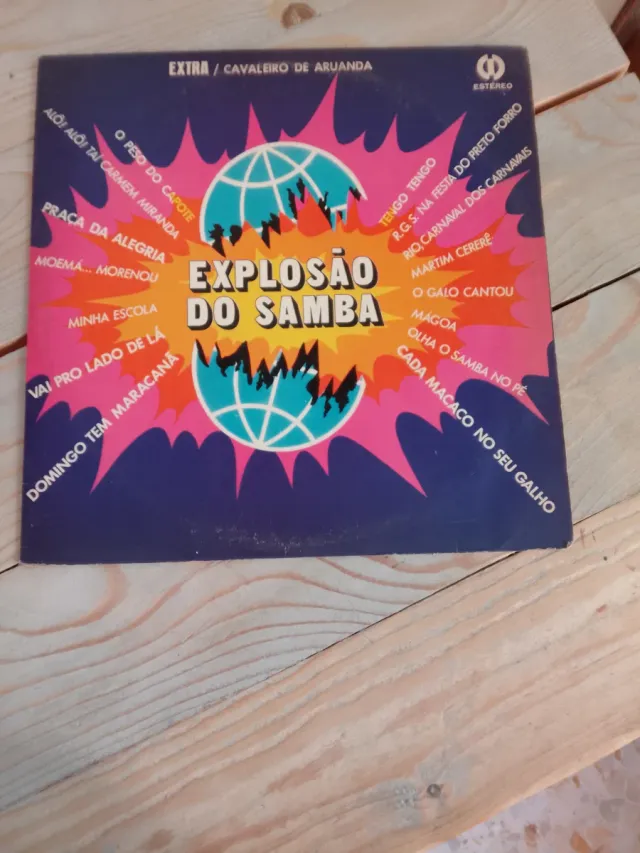 EXTRA / CAVALEIRO DE ARUANDA
ESTÉREO
ALÔ! ALÔ! TAÍ CARMEM MIRANDA
O PESO DO CAPOTE
PRAÇA DA ALEGRIA
MOEMÁ... MORENOU
MINHA ESCOLA
VAI PRO LADO DE LÁ
DOMINGO TEM MARACANÃ
EXPLOSÃO
DO SAMBA
TENGO TENGO
R.G.S. NA FESTA DO PRETO FORRO
RIO, CARNAVAL DOS CARNAVAIS
MARTIM CERERÊ
O GALO CANTOU
MÁGOA
OLHA O SAMBA NO PÉ
CADA MACACO NO SEU GALHO